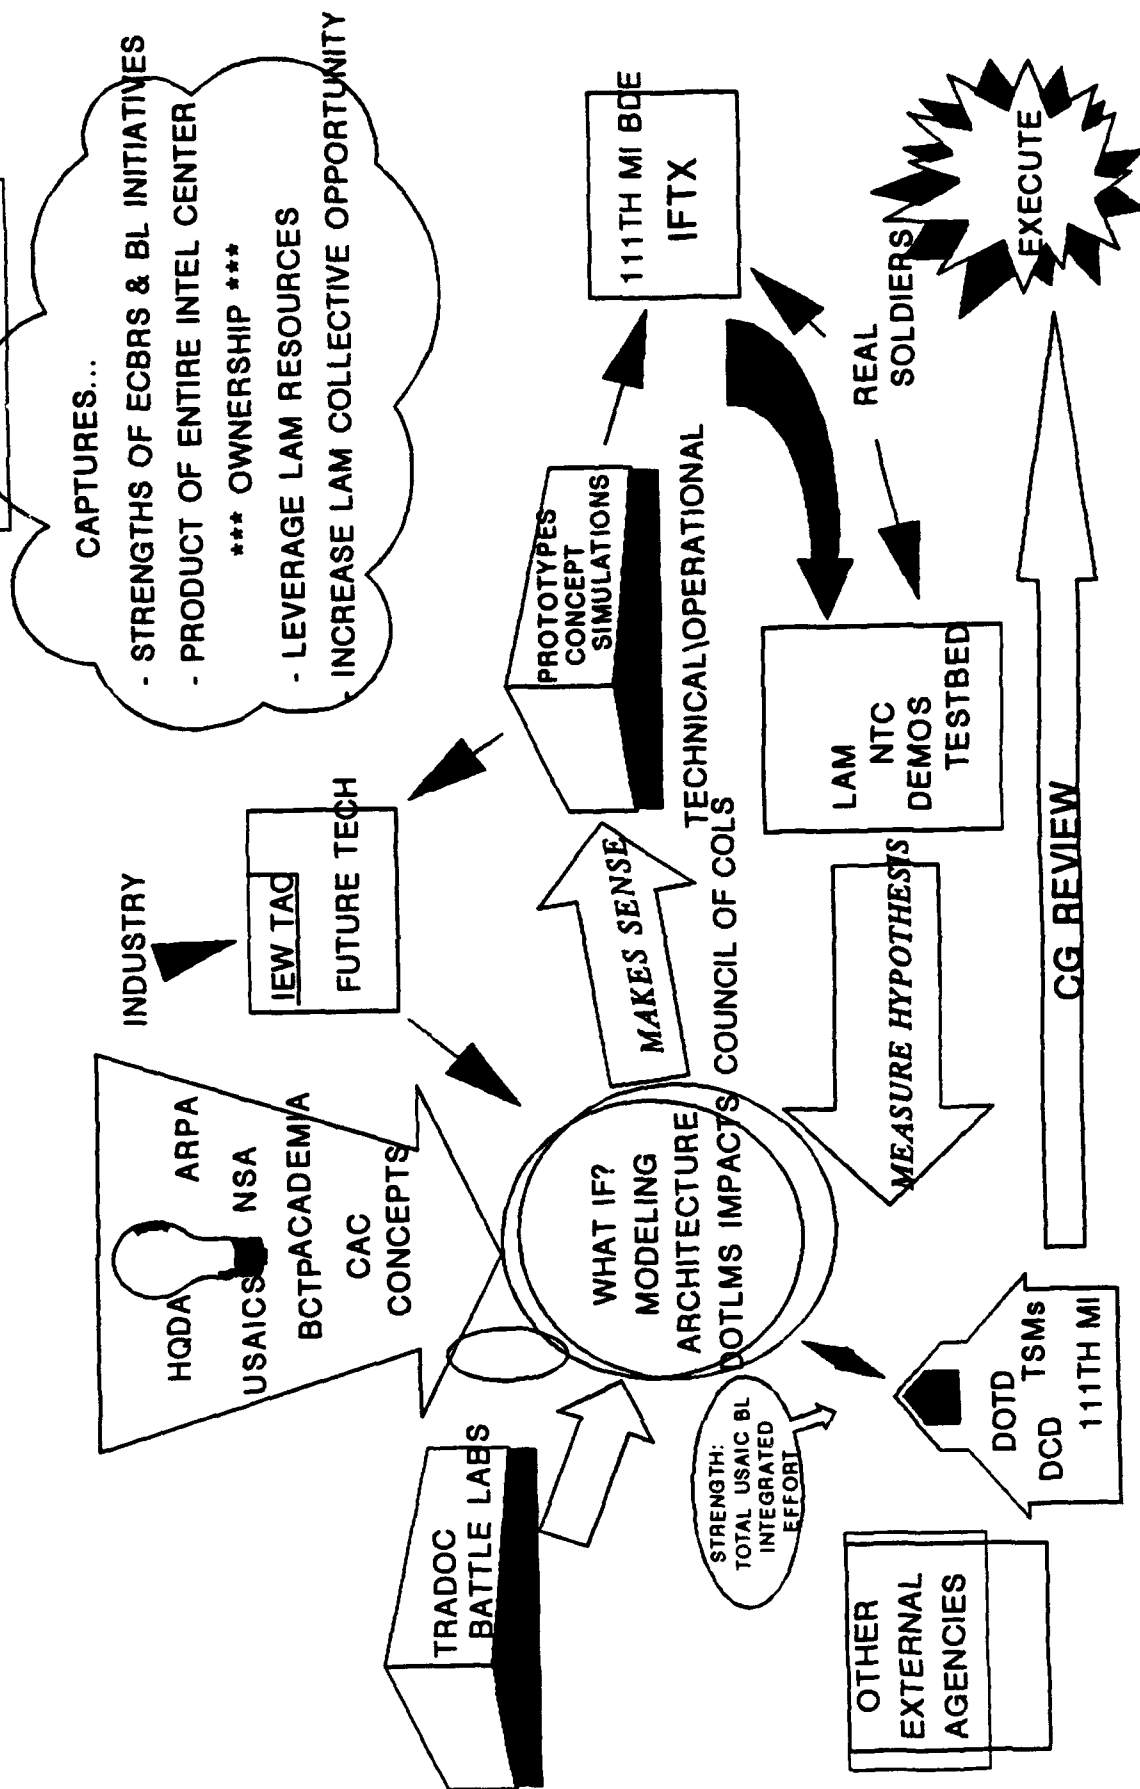 CAPTURES...
- STRENGTHS OF ECBRS & BL INITIATIVES
- PRODUCT OF ENTIRE INTEL CENTER
*** OWNERSHIP ***
- LEVERAGE LAM RESOURCES
- INCREASE LAM COLLECTIVE OPPORTUNITY
INDUSTRY
IEW TAO
FUTURE TECH
HQDA
ARPA
USAICS
NSA
BCTP
ACADEMIA
CAC
CONCEPTS
TRADOC
BATTLE LABS
WHAT IF?
MODELING
ARCHITECTURE
DOTLMS IMPACTS
MAKES SENSE
PROTOTYPES
CONCEPT
SIMULATIONS
111TH MI BDE
IFTX
TECHNICAL\OPERATIONAL
COUNCIL OF COLS
REAL
SOLDIERS
LAM
NTC
DEMOS
TESTBED
MEASURE HYPOTHESIS
STRENGTH:
TOTAL USAIC BL
INTEGRATED
EFFORT
OTHER
EXTERNAL
AGENCIES
DOTD
TSMs
DCD
111TH MI
CG REVIEW
EXECUTE